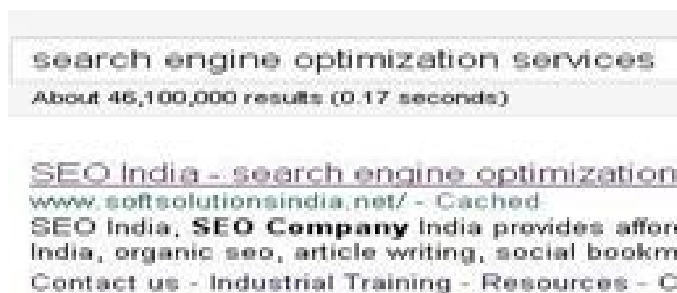 search engine optimization services
About 46,100,000 results (0.17 seconds)
SEO India - search engine optimization
www.softsolutionsindia.net/ - Cached
SEO India, SEO Company India provides affor
India, organic seo, article writing, social bookm
Contact us - Industrial Training - Resources - C